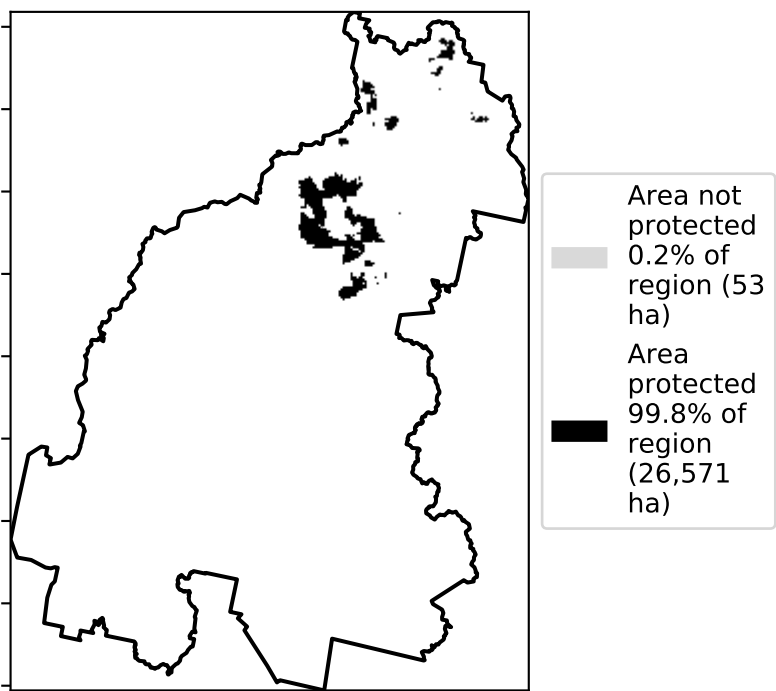 Area not
protected
0.2% of
region (53
ha)
Area
protected
99.8% of
region
(26,571
ha)